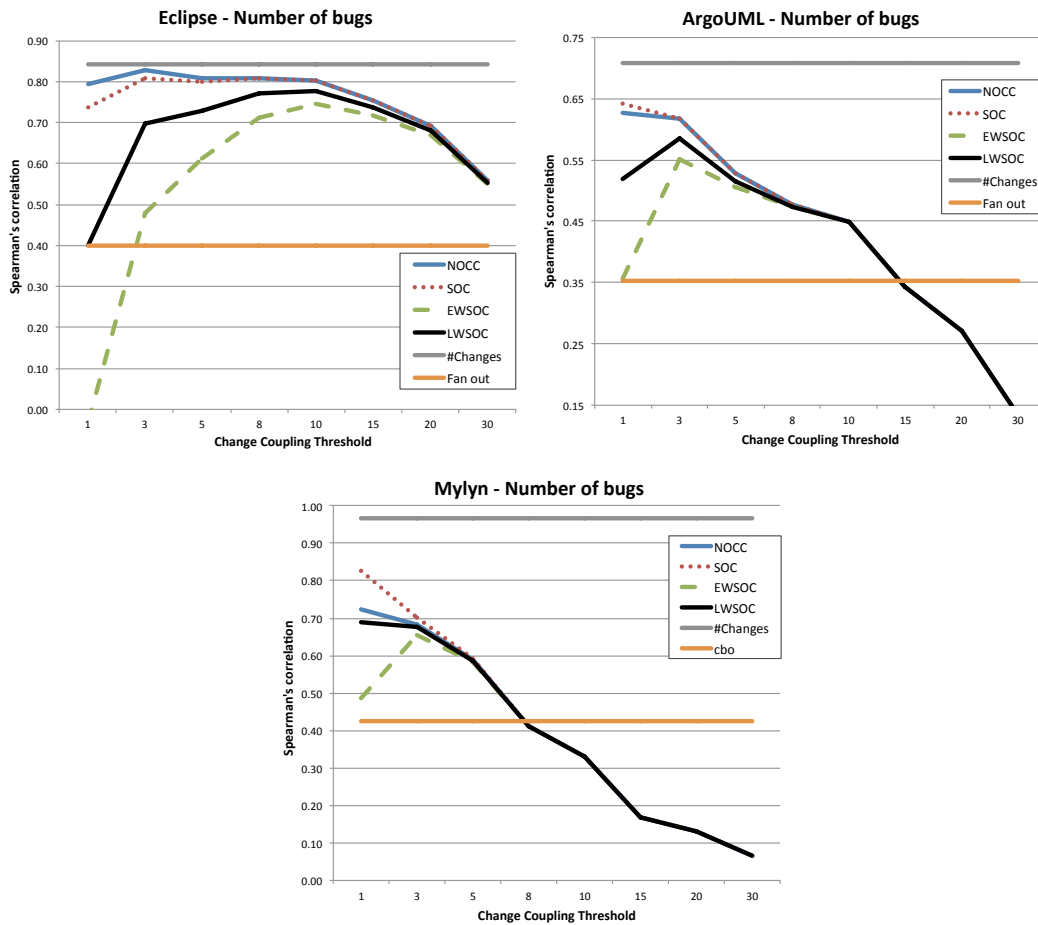 Eclipse - Number of bugs
0.90
0.80
0.70
0.60
0.50
0.40
0.30
0.20
0.10
0.00
Spearman's correlation
1 3 5 8 10 15 20 30
Change Coupling Threshold
NOCC
SOC
EWSOC
LWSOC
#Changes
Fan out
ArgoUML - Number of bugs
0.75
0.65
0.55
0.45
0.35
0.25
0.15
Spearman's correlation
1 3 5 8 10 15 20 30
Change Coupling Threshold
NOCC
SOC
EWSOC
LWSOC
#Changes
Fan out
Mylyn - Number of bugs
1.00
0.90
0.80
0.70
0.60
0.50
0.40
0.30
0.20
0.10
0.00
Spearman's correlation
1 3 5 8 10 15 20 30
Change Coupling Threshold
NOCC
SOC
EWSOC
LWSOC
#Changes
cbo